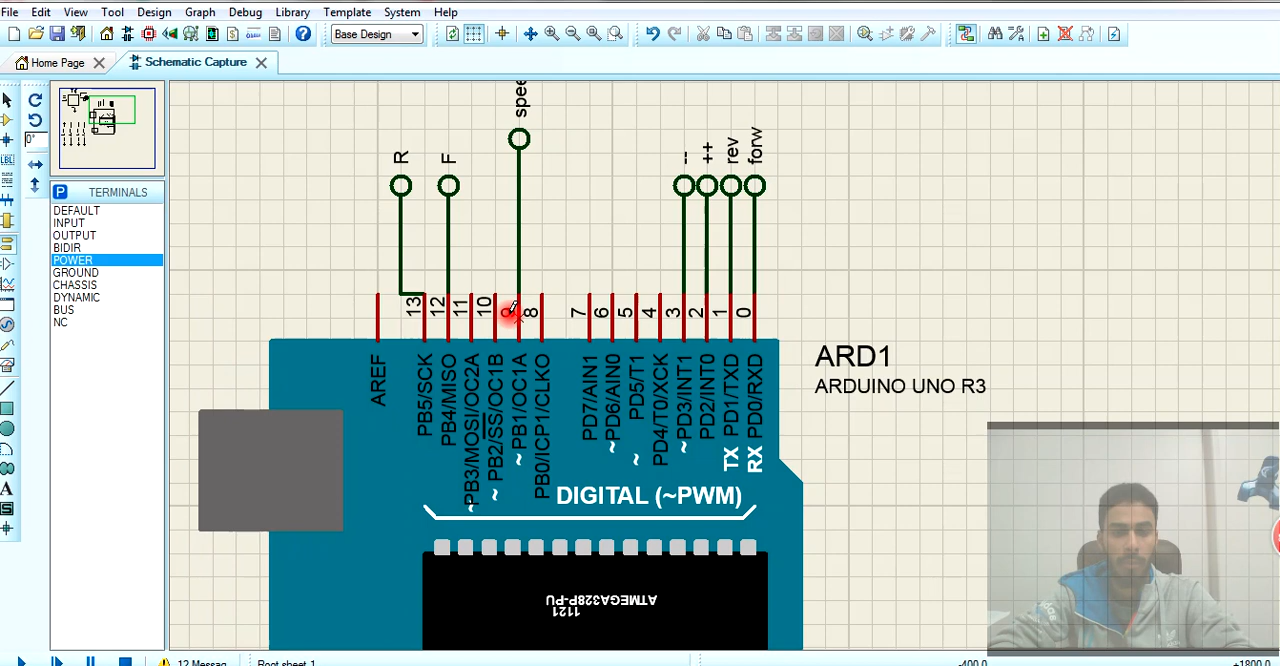 File Edit View Tool Design Graph Debug Library Template System Help
Base Design
Home Page Schematic Capture
0°
LBL
P TERMINALS
DEFAULT
INPUT
OUTPUT
BIDIR
POWER
GROUND
CHASSIS
DYNAMIC
BUS
NC
A
S
R
F
spee
--
++
rev
forw
13
12
11
10
8
7
6
5
4
3
2
1
0
AREF
PB5/SCK
PB4/MISO
PB3/MOSI/OC2A
~
PB2/SS/OC1B
~
PB1/OC1A
~
PB0/ICP1/CLKO
PD7/AIN1
PD6/AIN0
~
PD5/T1
~
PD4/T0/XCK
PD3/INT1
~
PD2/INT0
PD1/TXD
TX
PD0/RXD
RX
ARD1
ARDUINO UNO R3
DIGITAL (~PWM)
ATMEGA328P-PU
1121
12 Messag Root sheet 1 -400.0 +1800.0